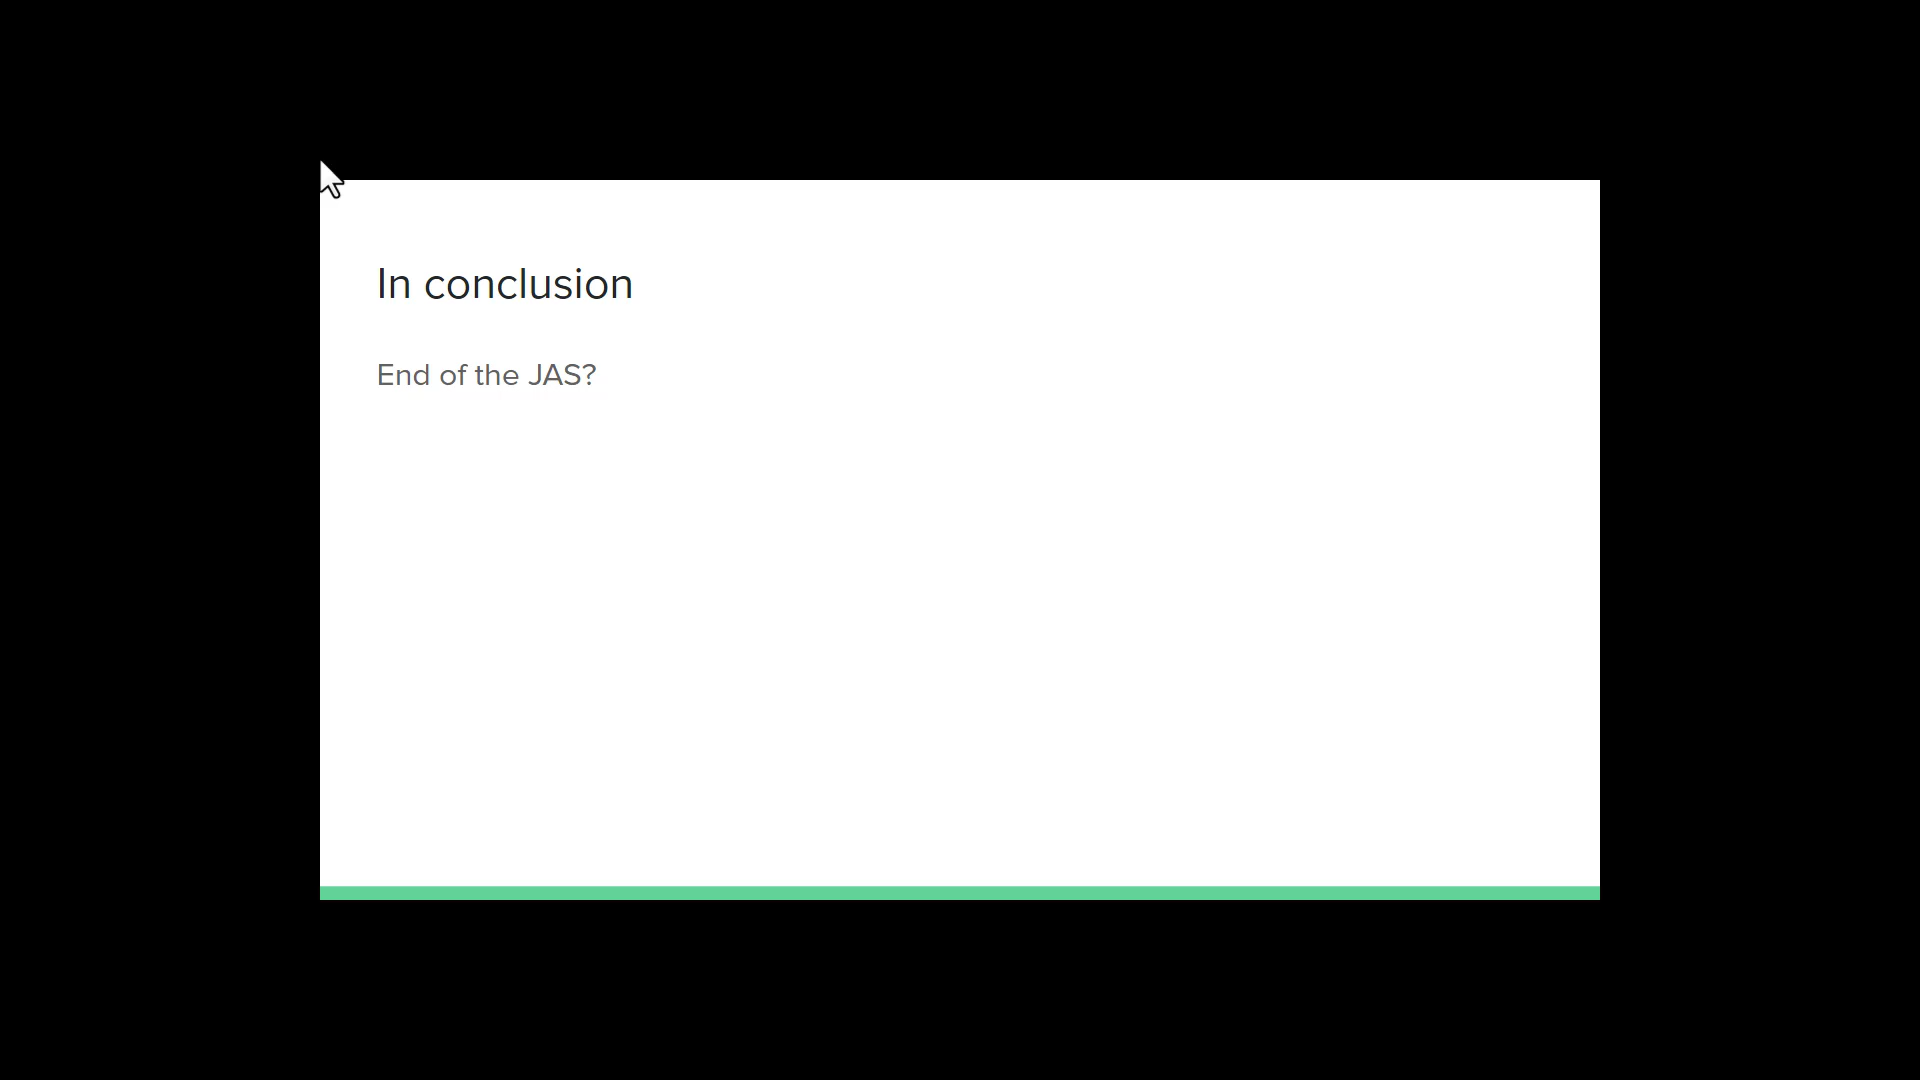 In conclusion
End of the JAS?